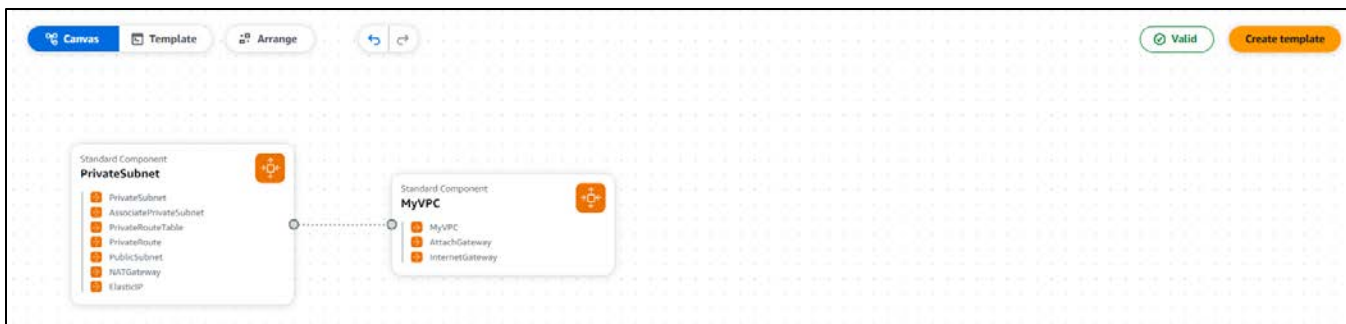 Canvas
Template
Arrange
Valid
Create template
Standard Component
PrivateSubnet
PrivateSubnet
AssociatePrivateSubnet
PrivateRouteTable
PrivateRoute
PublicSubnet
NATGateway
ElasticIP
Standard Component
MyVPC
MyVPC
AttachGateway
InternetGateway